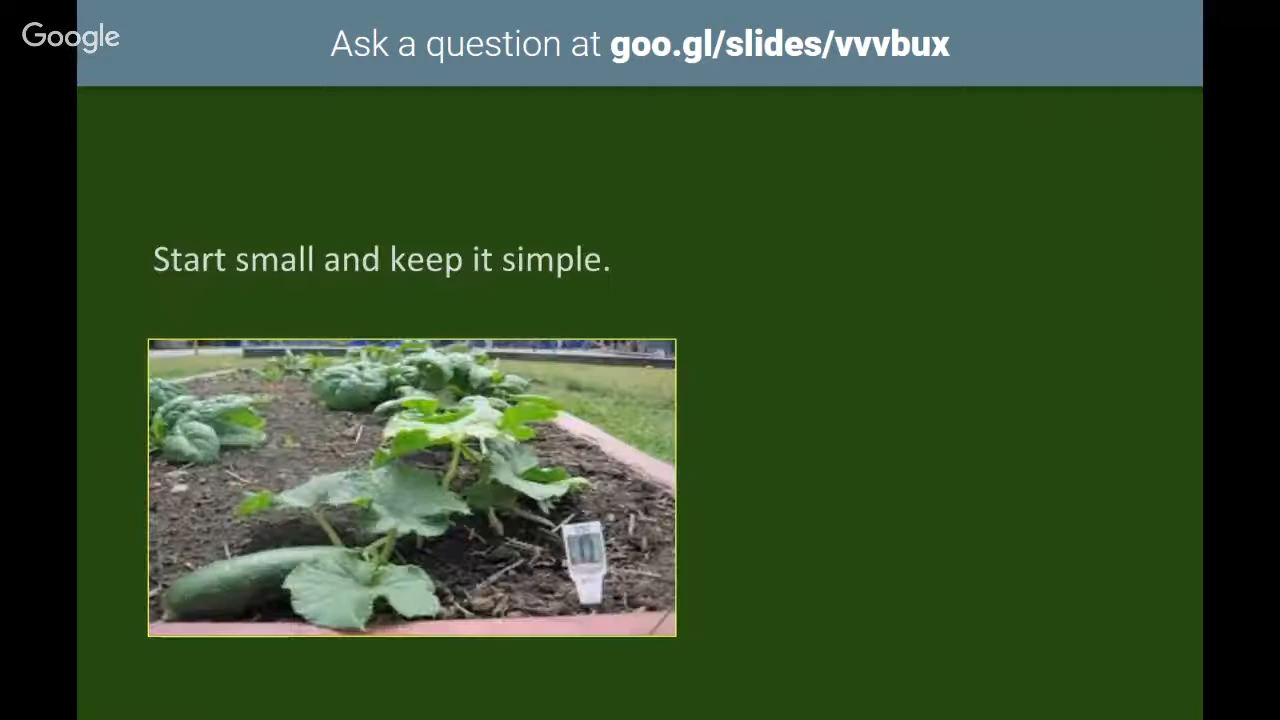 Google
Ask a question at goo.gl/slides/vvvbux
Start small and keep it simple.